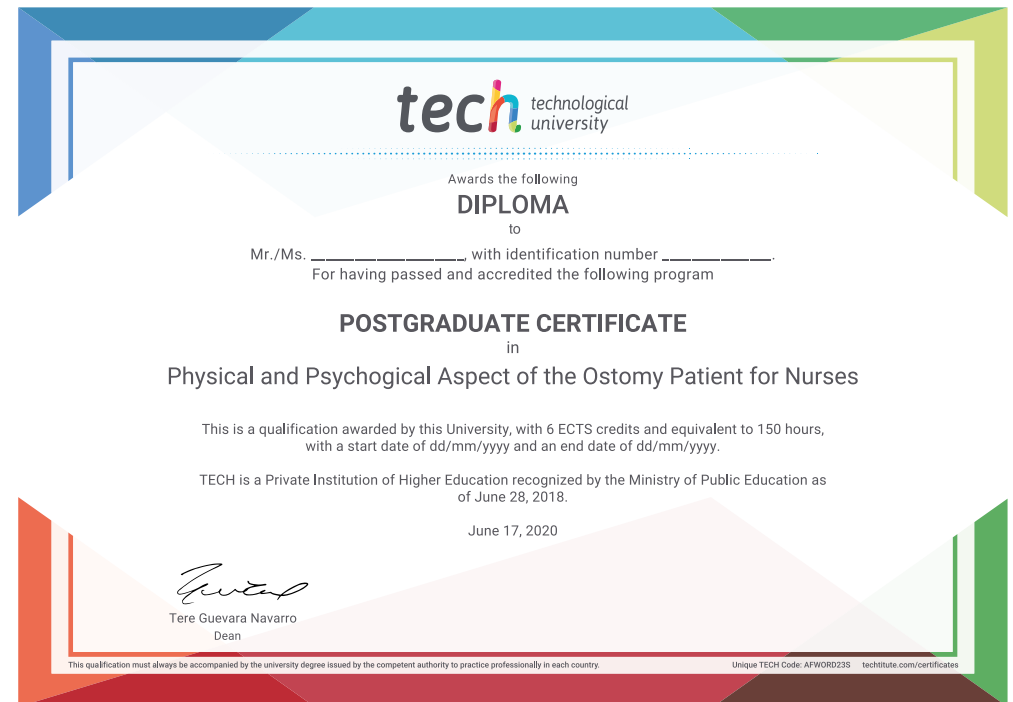 tech technological
university
Awards the following
DIPLOMA
to
Mr./Ms. _______________, with identification number ___________.
For having passed and accredited the following program
POSTGRADUATE CERTIFICATE
in
Physical and Psychogical Aspect of the Ostomy Patient for Nurses
This is a qualification awarded by this University, with 6 ECTS credits and equivalent to 150 hours,
with a start date of dd/mm/yyyy and an end date of dd/mm/yyyy.
TECH is a Private Institution of Higher Education recognized by the Ministry of Public Education as
of June 28, 2018.
June 17, 2020
Tere Guevara Navarro
Dean
This qualification must always be accompanied by the university degree issued by the competent authority to practice professionally in each country.
Unique TECH Code: AFWORD23S techtitute.com/certificates